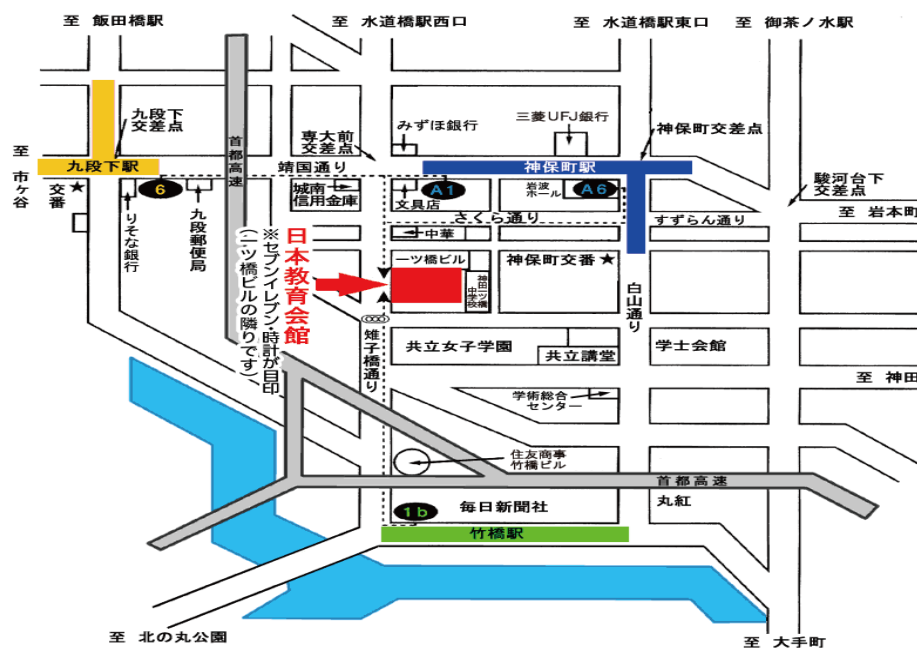 至 飯田橋駅
至 水道橋駅西口
至 水道橋駅東口
至 御茶ノ水駅
九段下
交差点
首都高速
専大前
交差点
みずほ銀行
三菱UFJ銀行
神保町交差点
至 市ヶ谷
九段下駅
靖国通り
神保町駅
駿河台下
交差点
交番★
6
城南
信用金庫
A1
文具店
岩波
ホール
A6
至 岩本町
りそな銀行
九段郵便局
さくら通り
すずらん通り
中華
日本教育会館
※セブンイレブン・時計が目印
(一ツ橋ビルの隣りです)
一ツ橋ビル
神田一ツ橋
中学校
神保町交番★
白山通り
雉子橋通り
共立女子学園
共立講堂
学士会館
至 神田
学術総合
センター
住友商事
竹橋ビル
首都高速
1b
毎日新聞社
丸紅
竹橋駅
至 北の丸公園
至 大手町